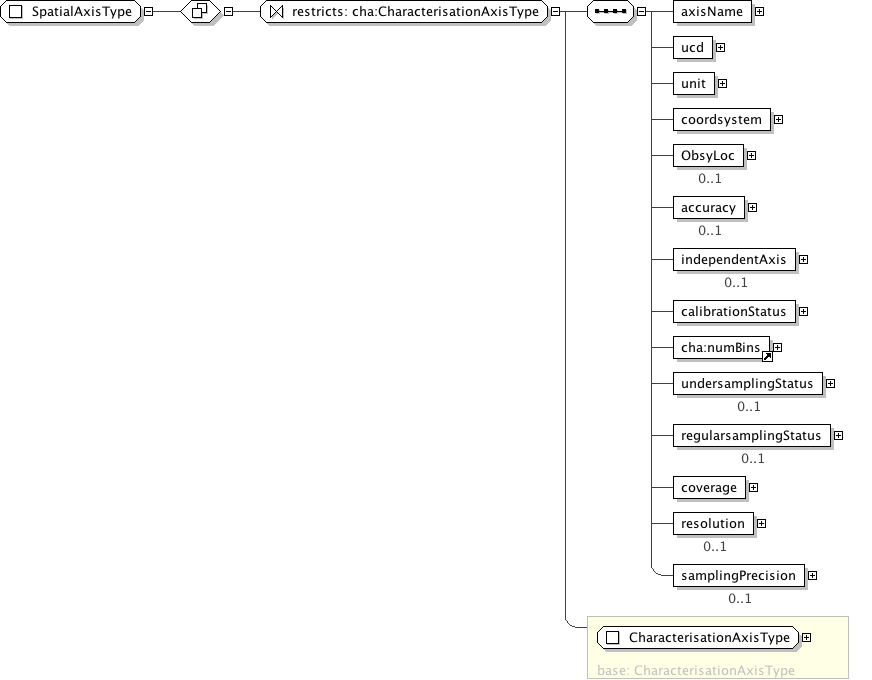 SpatialAxisType
restricts: cha:CharacterisationAxisType
axisName
ucd
unit
coordsystem
ObsyLoc
0..1
accuracy
0..1
independentAxis
0..1
calibrationStatus
cha:numBins
undersamplingStatus
0..1
regularsamplingStatus
0..1
coverage
resolution
0..1
samplingPrecision
0..1
CharacterisationAxisType
base: CharacterisationAxisType